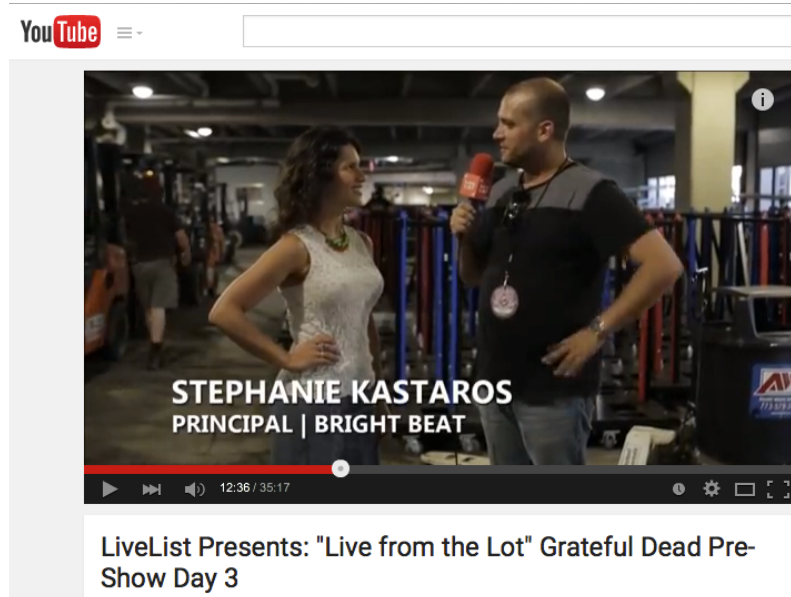 YouTube
i
STEPHANIE KASTAROS
PRINCIPAL | BRIGHT BEAT
12:36 / 35:17
LiveList Presents: "Live from the Lot" Grateful Dead Pre-
Show Day 3